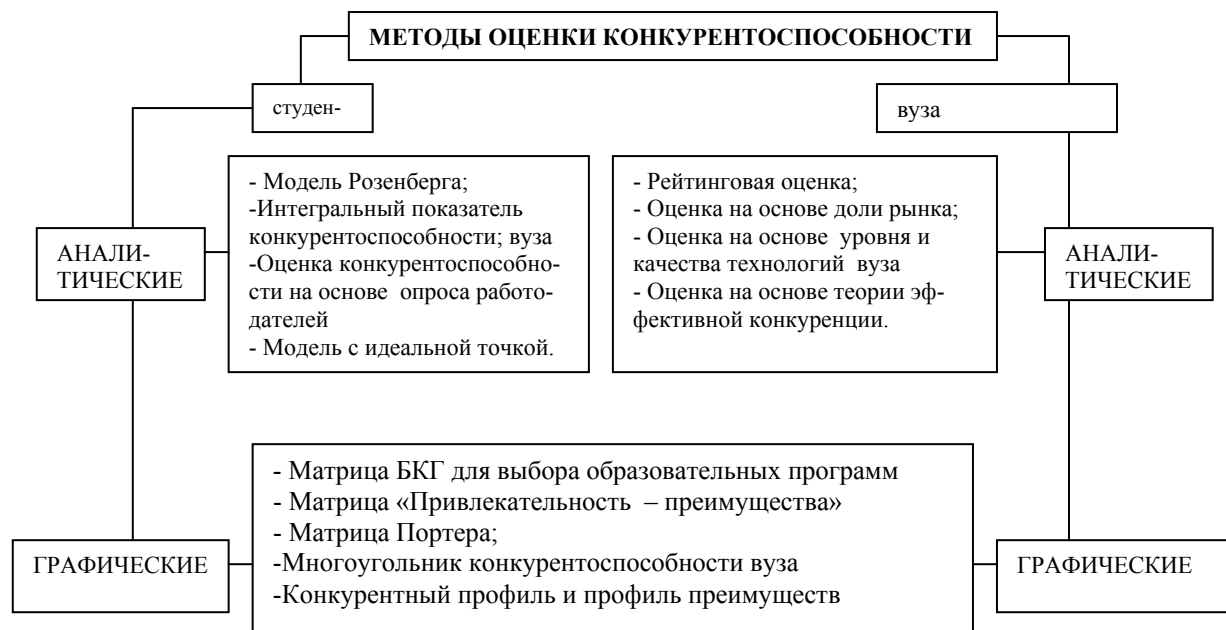 МЕТОДЫ ОЦЕНКИ КОНКУРЕНТОСПОСОБНОСТИ
студен-
вуза
АНАЛИ-
ТИЧЕСКИЕ
- Модель Розенберга;
-Интегральный показатель
конкурентоспособности; вуза
-Оценка конкурентоспособно-
сти на основе опроса работо-
дателей
- Модель с идеальной точкой.
- Рейтинговая оценка;
- Оценка на основе доли рынка;
- Оценка на основе уровня и
качества технологий вуза
- Оценка на основе теории эф-
фективной конкуренции.
АНАЛИ-
ТИЧЕСКИЕ
ГРАФИЧЕСКИЕ
- Матрица БКГ для выбора образовательных программ
- Матрица «Привлекательность – преимущества»
- Матрица Портера;
-Многоугольник конкурентоспособности вуза
-Конкурентный профиль и профиль преимуществ
ГРАФИЧЕСКИЕ